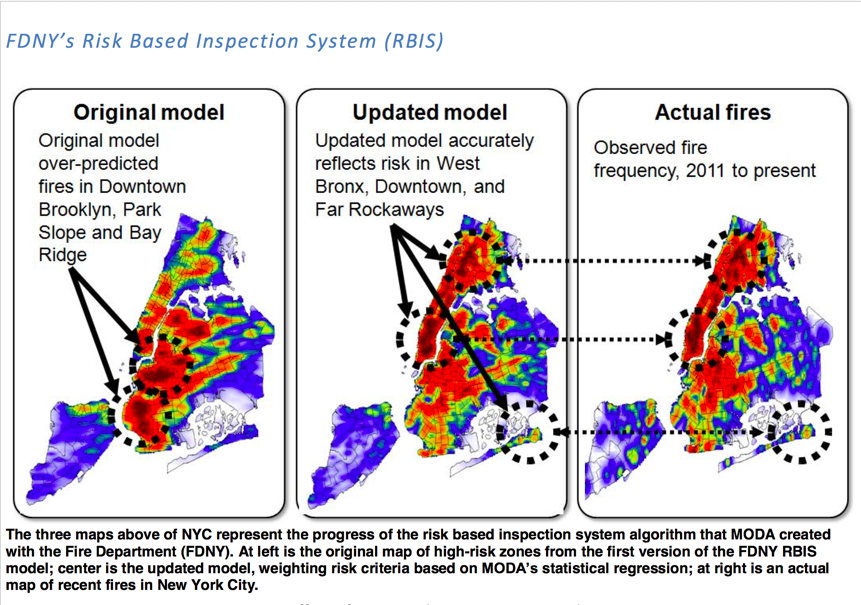 FDNY's Risk Based Inspection System (RBIS)
Original model
Original model
over-predicted
fires in Downtown
Brooklyn, Park
Slope and Bay
Ridge
Updated model
Updated model accurately
reflects risk in West
Bronx, Downtown, and
Far Rockaways
Actual fires
Observed fire
frequency, 2011 to present
The three maps above of NYC represent the progress of the risk based inspection system algorithm that MODA created
with the Fire Department (FDNY). At left is the original map of high-risk zones from the first version of the FDNY RBIS
model; center is the updated model, weighting risk criteria based on MODA's statistical regression; at right is an actual
map of recent fires in New York City.